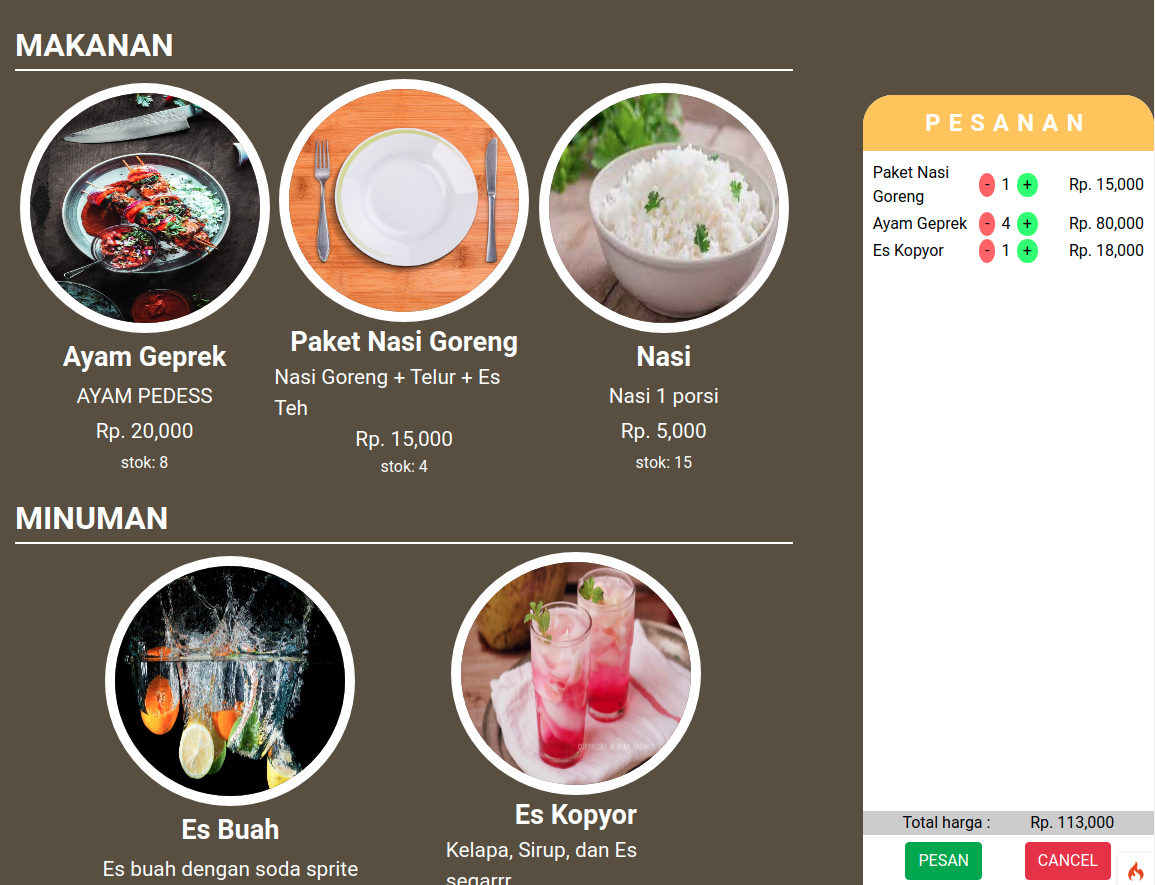 MAKANAN
Ayam Geprek
AYAM PEDESS
Rp. 20,000
stok: 8
Paket Nasi Goreng
Nasi Goreng + Telur + Es
Teh
Rp. 15,000
stok: 4
Nasi
Nasi 1 porsi
Rp. 5,000
stok: 15
MINUMAN
Es Buah
Es buah dengan soda sprite
Es Kopyor
Kelapa, Sirup, dan Es
segarrr
PESANAN
Paket Nasi
Goreng
- 1 + Rp. 15,000
Ayam Geprek - 4 + Rp. 80,000
Es Kopyor - 1 + Rp. 18,000
Total harga : Rp. 113,000
PESAN CANCEL